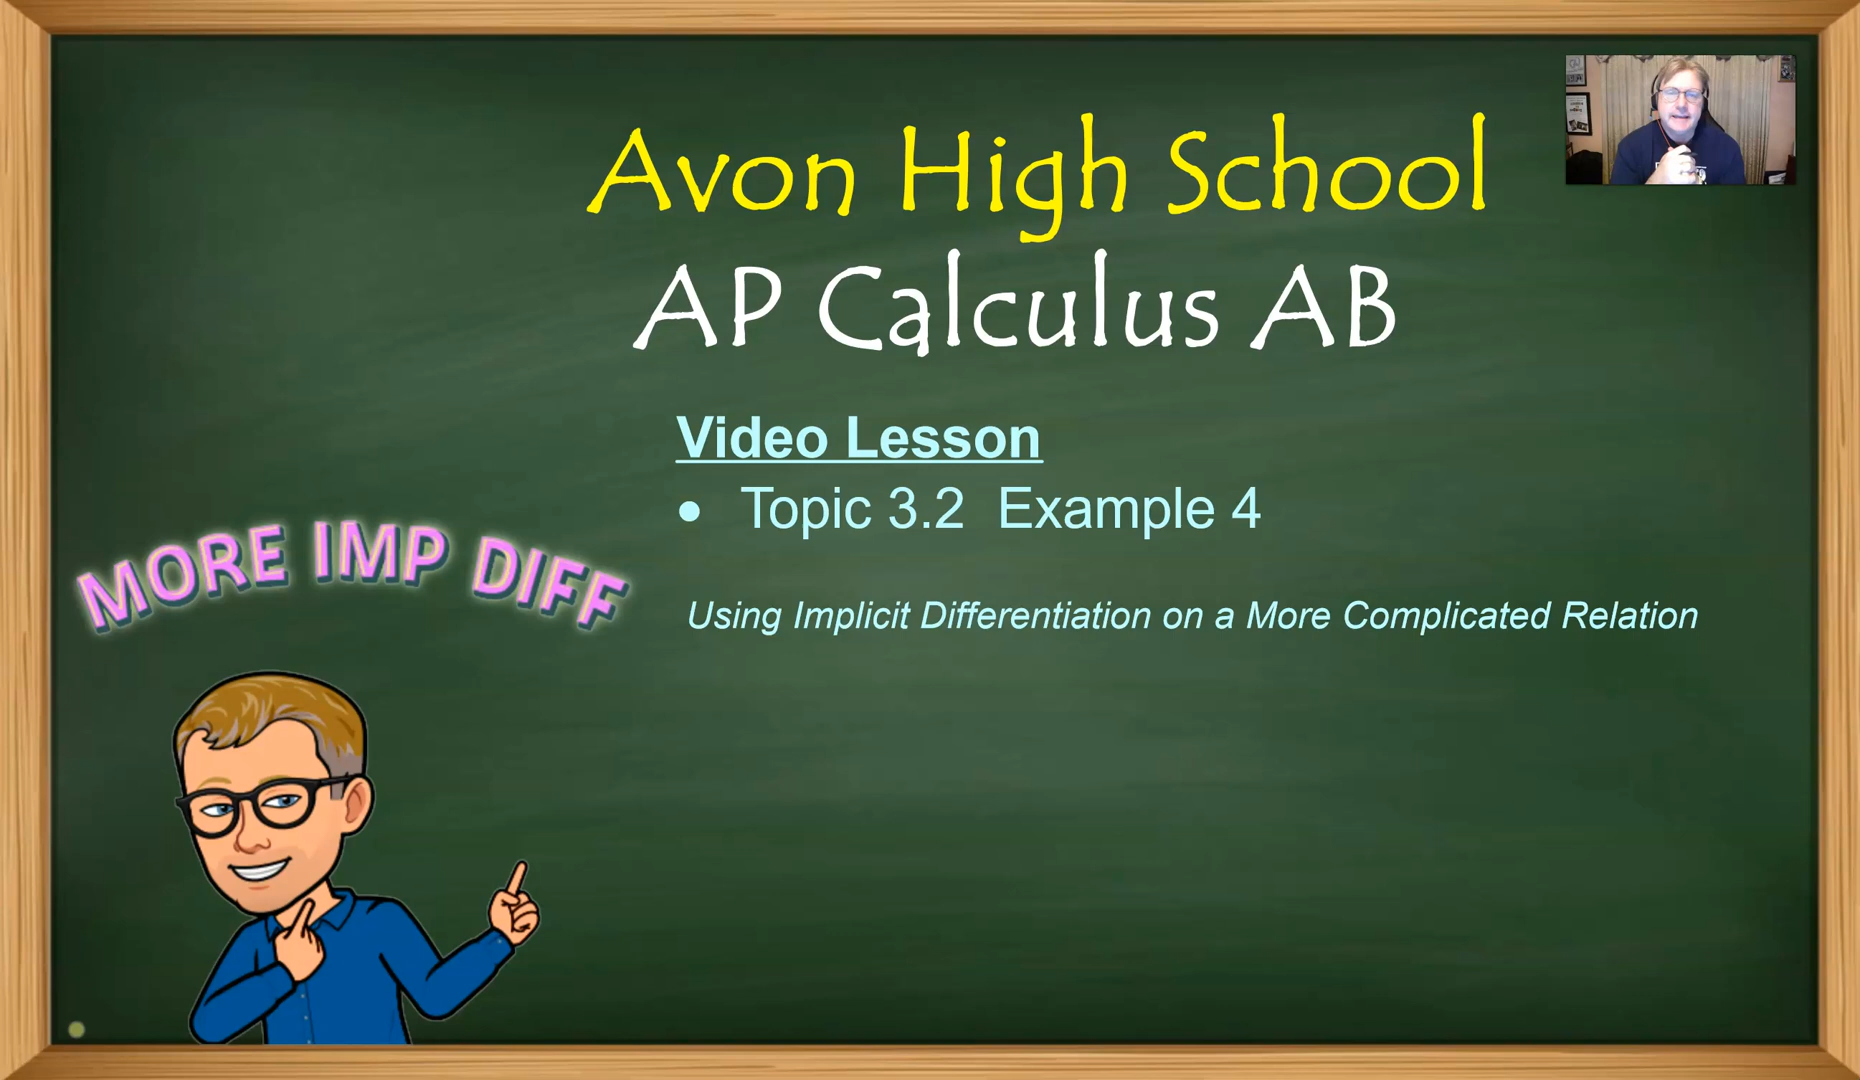 Avon High School
AP Calculus AB
Video Lesson
• Topic 3.2 Example 4
MORE IMP DIFF
Using Implicit Differentiation on a More Complicated Relation